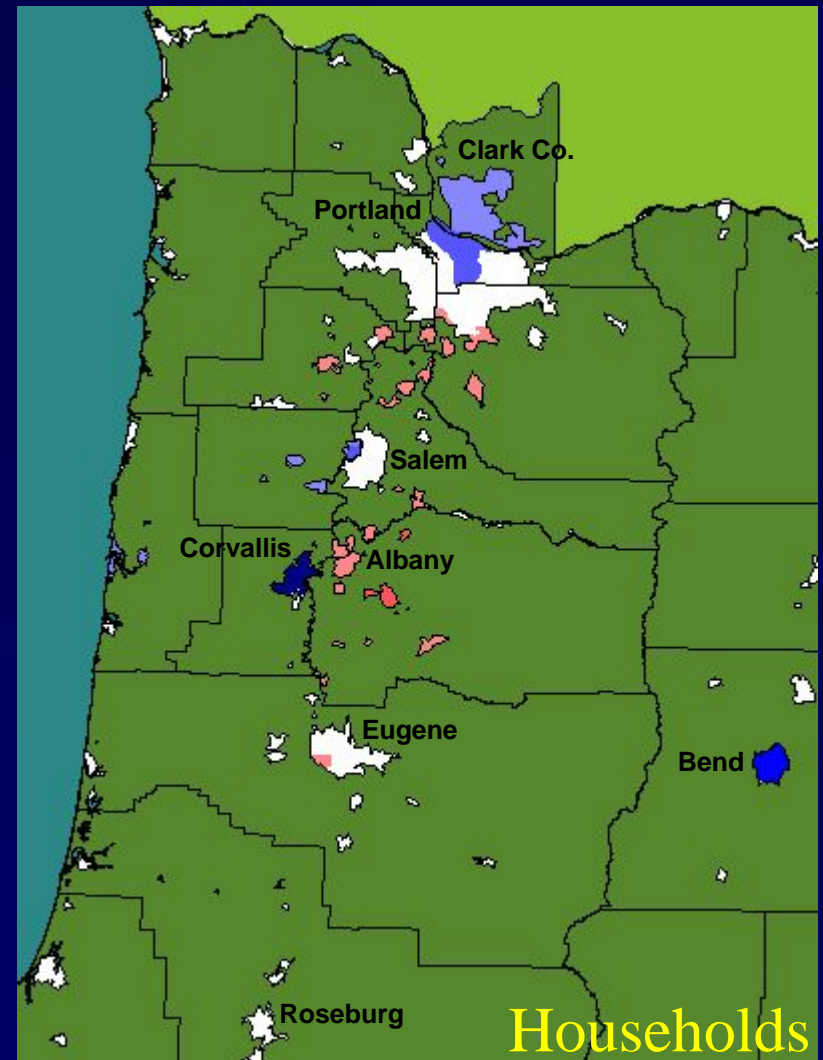 Clark Co.
Portland
Salem
Corvallis
Albany
Eugene
Bend
Roseburg
Households